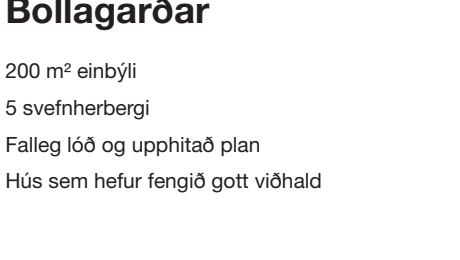 Bollagarðar
200 m² einbýli
5 svefnherbergi
Falleg lóð og upphitað plan
Hús sem hefur fengið gott viðhald